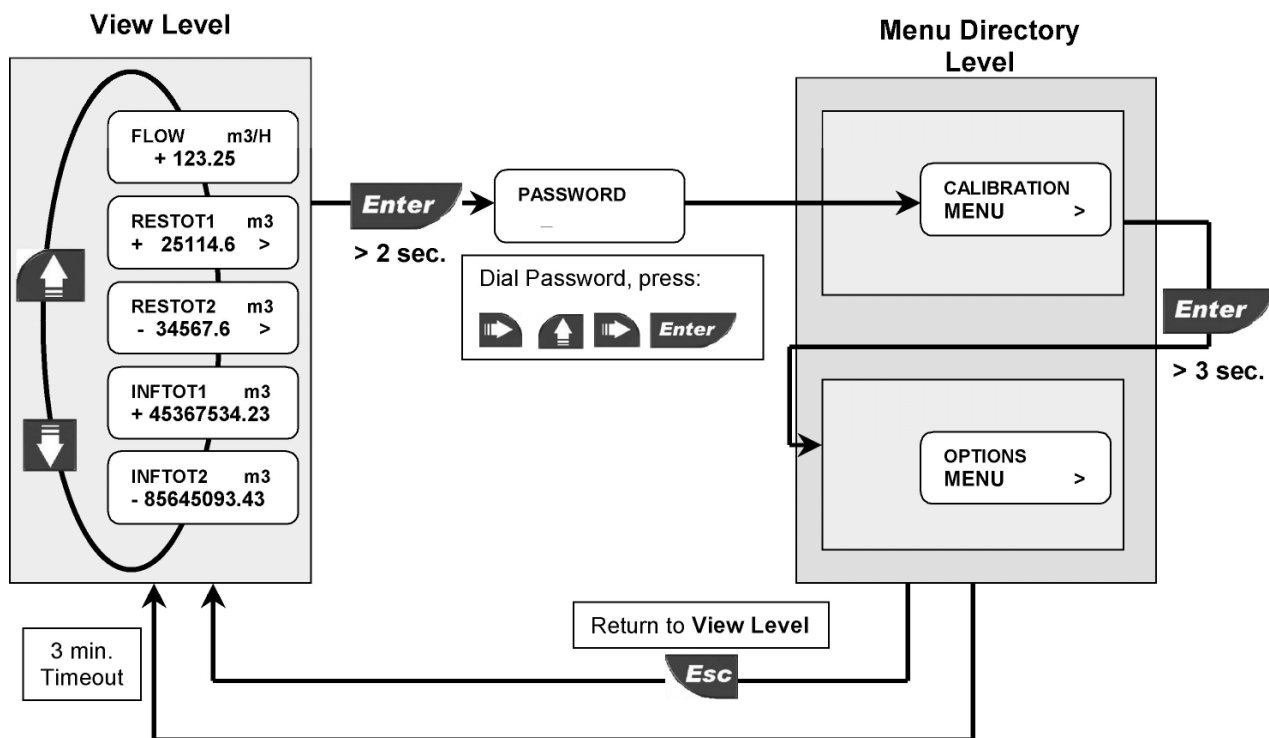 View Level
FLOW m3/H
+ 123.25
RESTOT1 m3
+ 25114.6 >
RESTOT2 m3
- 34567.6 >
INFTOT1 m3
+ 45367534.23
INFTOT2 m3
- 85645093.43
Enter
> 2 sec.
PASSWORD
_
Dial Password, press:
Enter
Menu Directory
Level
CALIBRATION
MENU >
Enter
> 3 sec.
OPTIONS
MENU >
Return to View Level
Esc
3 min.
Timeout